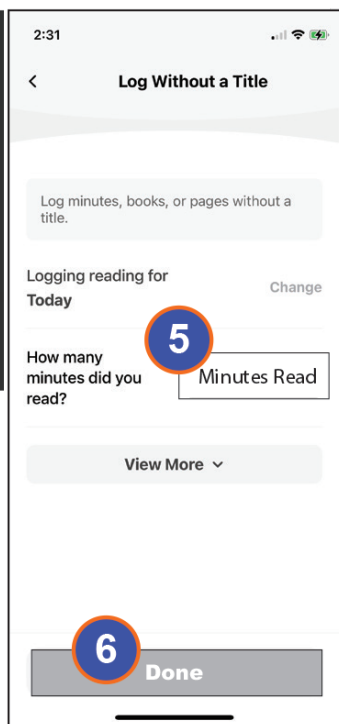 2:31
Log Without a Title
Log minutes, books, or pages without a
title.
Logging reading for
Today
Change
5
How many
minutes did you
read?
Minutes Read
View More
6
Done